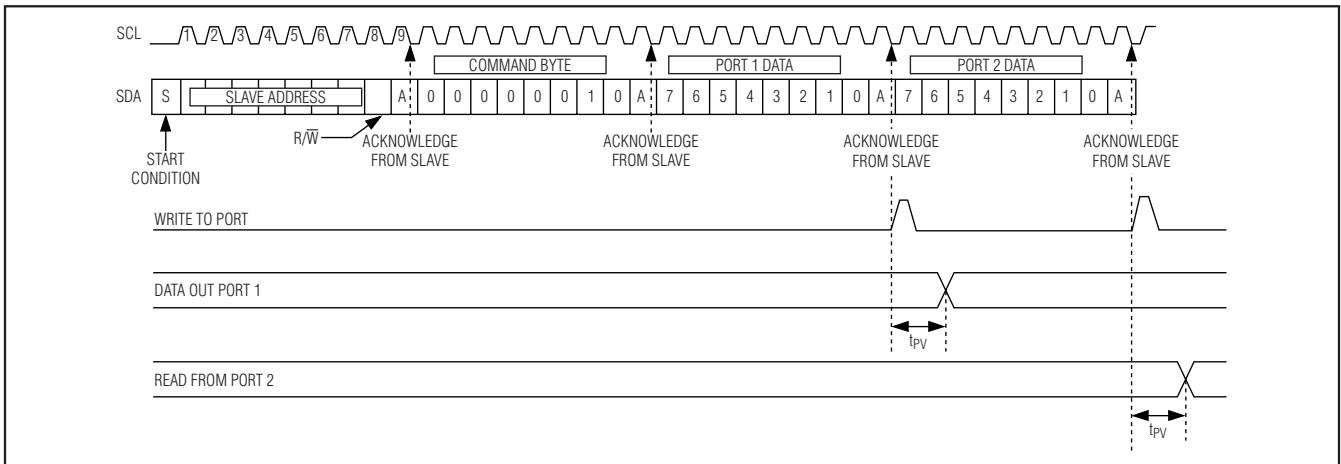 SCL 1 2 3 4 5 6 7 8 9
COMMAND BYTE PORT 1 DATA PORT 2 DATA
SDA S SLAVE ADDRESS A 0 0 0 0 0 0 1 0 A 7 6 5 4 3 2 1 0 A 7 6 5 4 3 2 1 0 A
R/W̅
START
CONDITION
ACKNOWLEDGE
FROM SLAVE
ACKNOWLEDGE
FROM SLAVE
ACKNOWLEDGE
FROM SLAVE
ACKNOWLEDGE
FROM SLAVE
WRITE TO PORT
DATA OUT PORT 1
tPV
READ FROM PORT 2
tPV